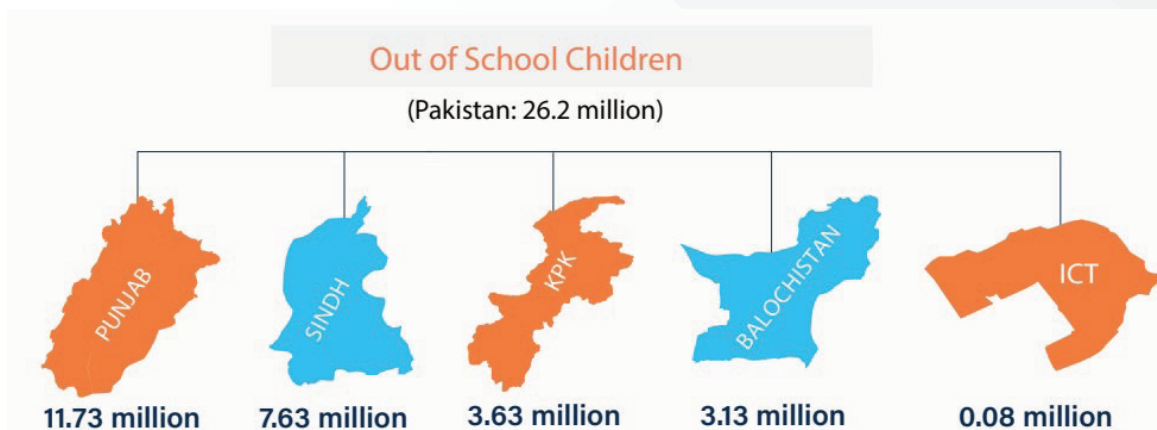 Out of School Children
(Pakistan: 26.2 million)
PUNJAB
SINDH
KPK
BALOCHISTAN
ICT
11.73 million
7.63 million
3.63 million
3.13 million
0.08 million